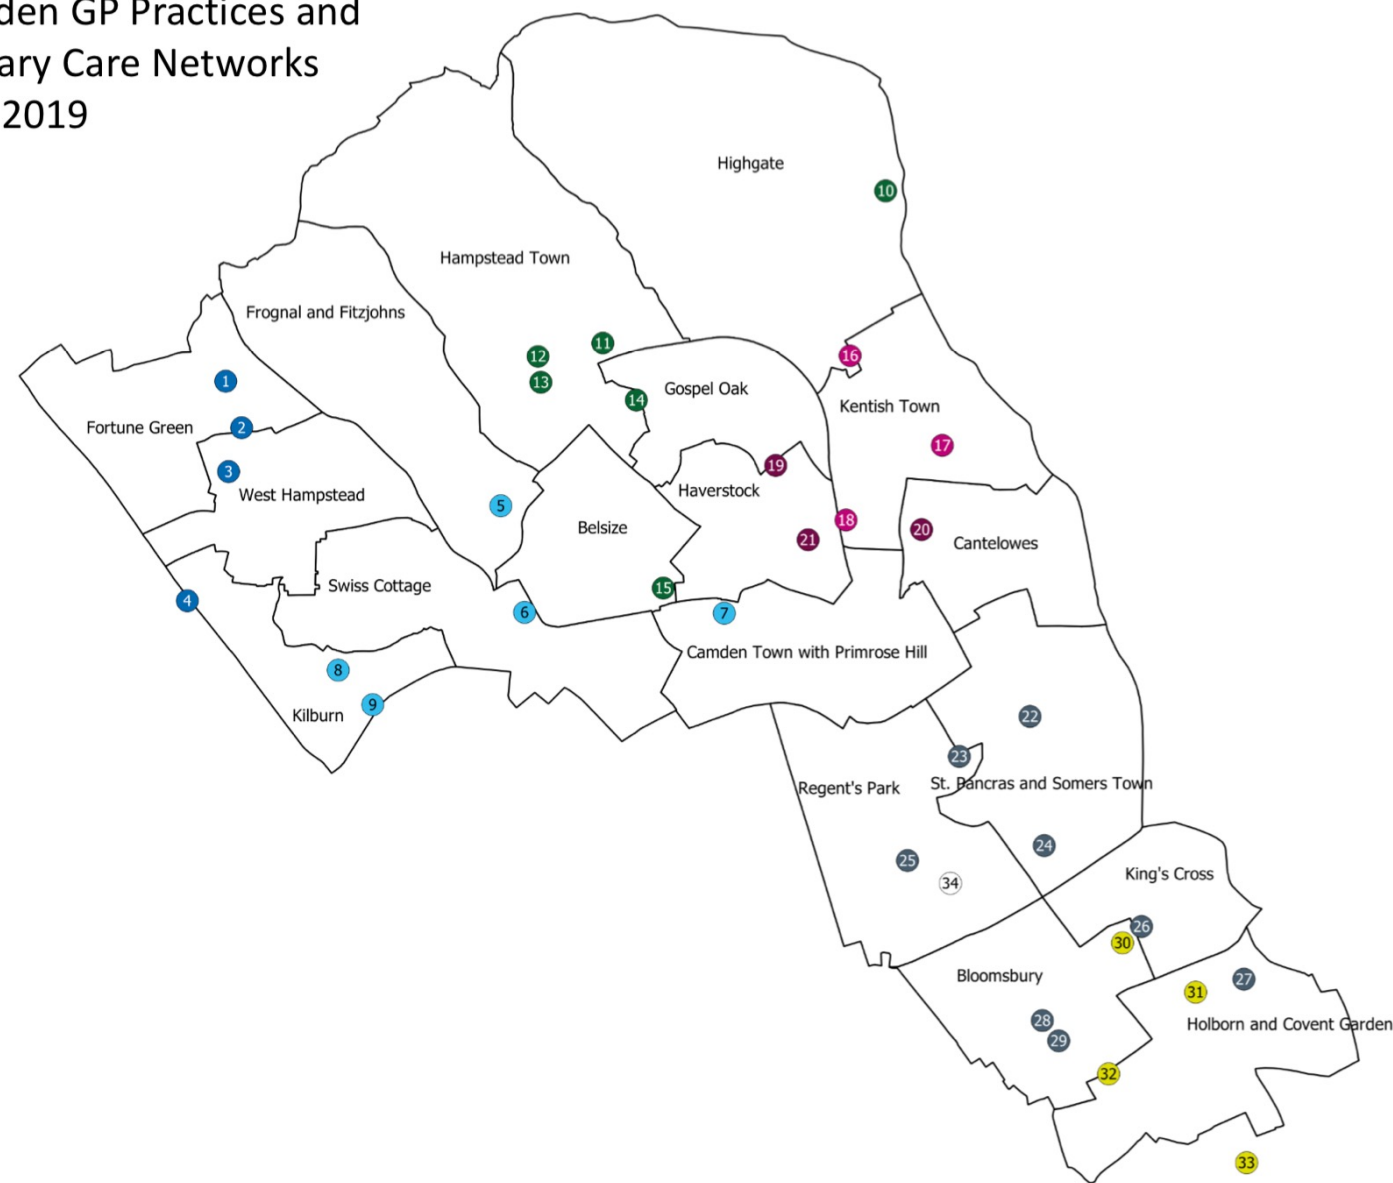 den GP Practices and
ary Care Networks
2019
Highgate
10
Hampstead Town
Frognal and Fitzjohns
11
12
16
13
1
Gospel Oak
14
Kentish Town
Fortune Green
2
17
19
3
Haverstock
West Hampstead
5
18
Belsize
20
21
Cantelowes
Swiss Cottage
15
4
6
7
Camden Town with Primrose Hill
8
9
Kilburn
22
23
St. Pancras and Somers Town
Regent's Park
24
25
King's Cross
34
26
30
Bloomsbury
27
31
28
Holborn and Covent Garden
29
32
33